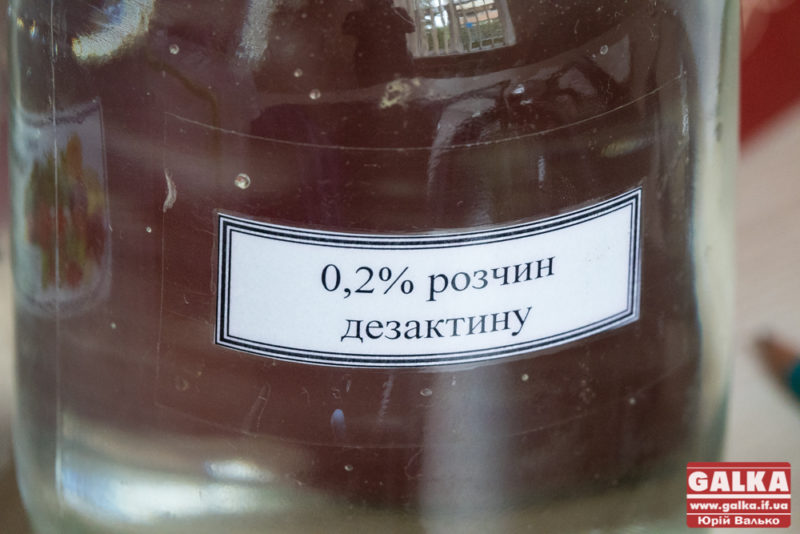 0,2% розчин
дезактину
GALKA
www.galka.if.ua
Юрій Валько